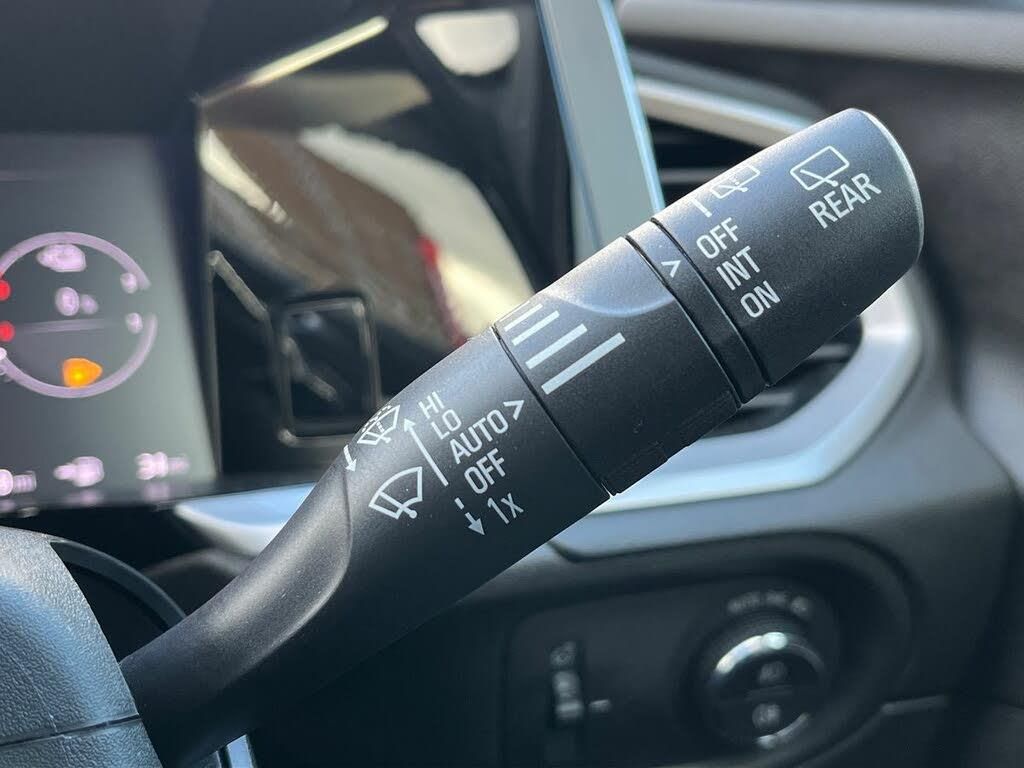 HI
LO
AUTO
OFF
1x
OFF
INT
ON
REAR